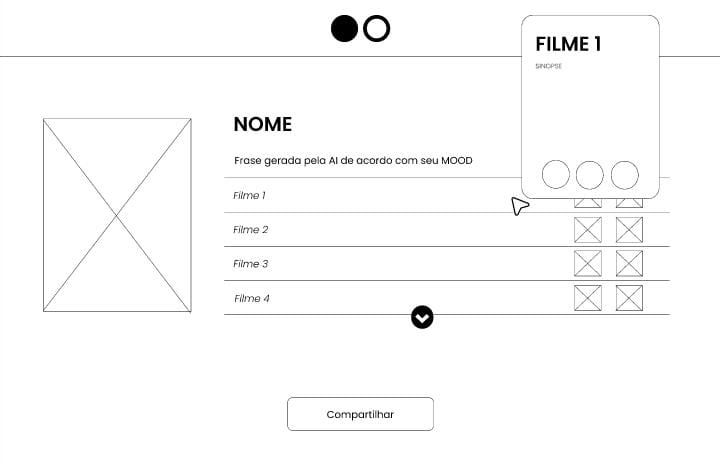 FILME 1
SINOPSE
NOME
Frase gerada pela AI de acordo com seu MOOD
Filme 1
Filme 2
Filme 3
Filme 4
Compartilhar